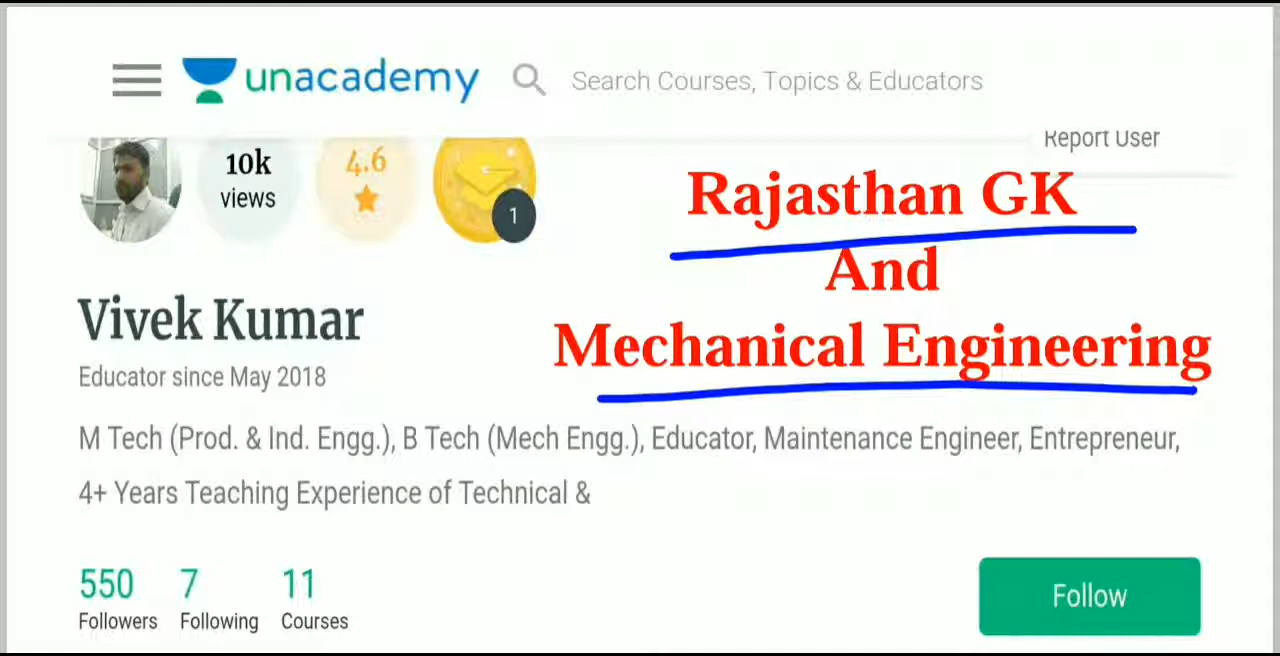 unacademy
Search Courses, Topics & Educators
Report User
10k
views
4.6
1
Rajasthan GK
And
Mechanical Engineering
Vivek Kumar
Educator since May 2018
M Tech (Prod. & Ind. Engg.), B Tech (Mech Engg.), Educator, Maintenance Engineer, Entrepreneur,
4+ Years Teaching Experience of Technical &
550 7 11
Followers Following Courses
Follow